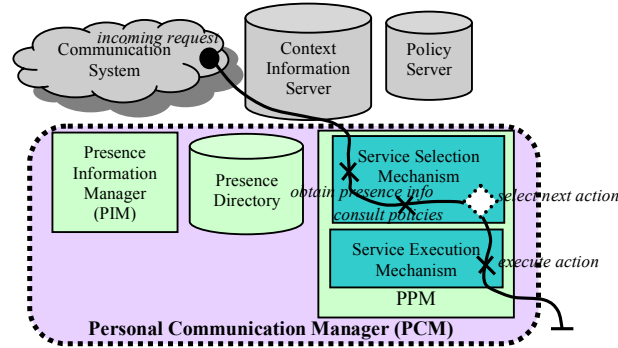 incoming request
Communication
System
Context
Information
Server
Policy
Server
Presence
Information
Manager
(PIM)
Presence
Directory
Service Selection
Mechanism
obtain presence info
consult policies
select next action
Service Execution
Mechanism
execute action
PPM
Personal Communication Manager (PCM)